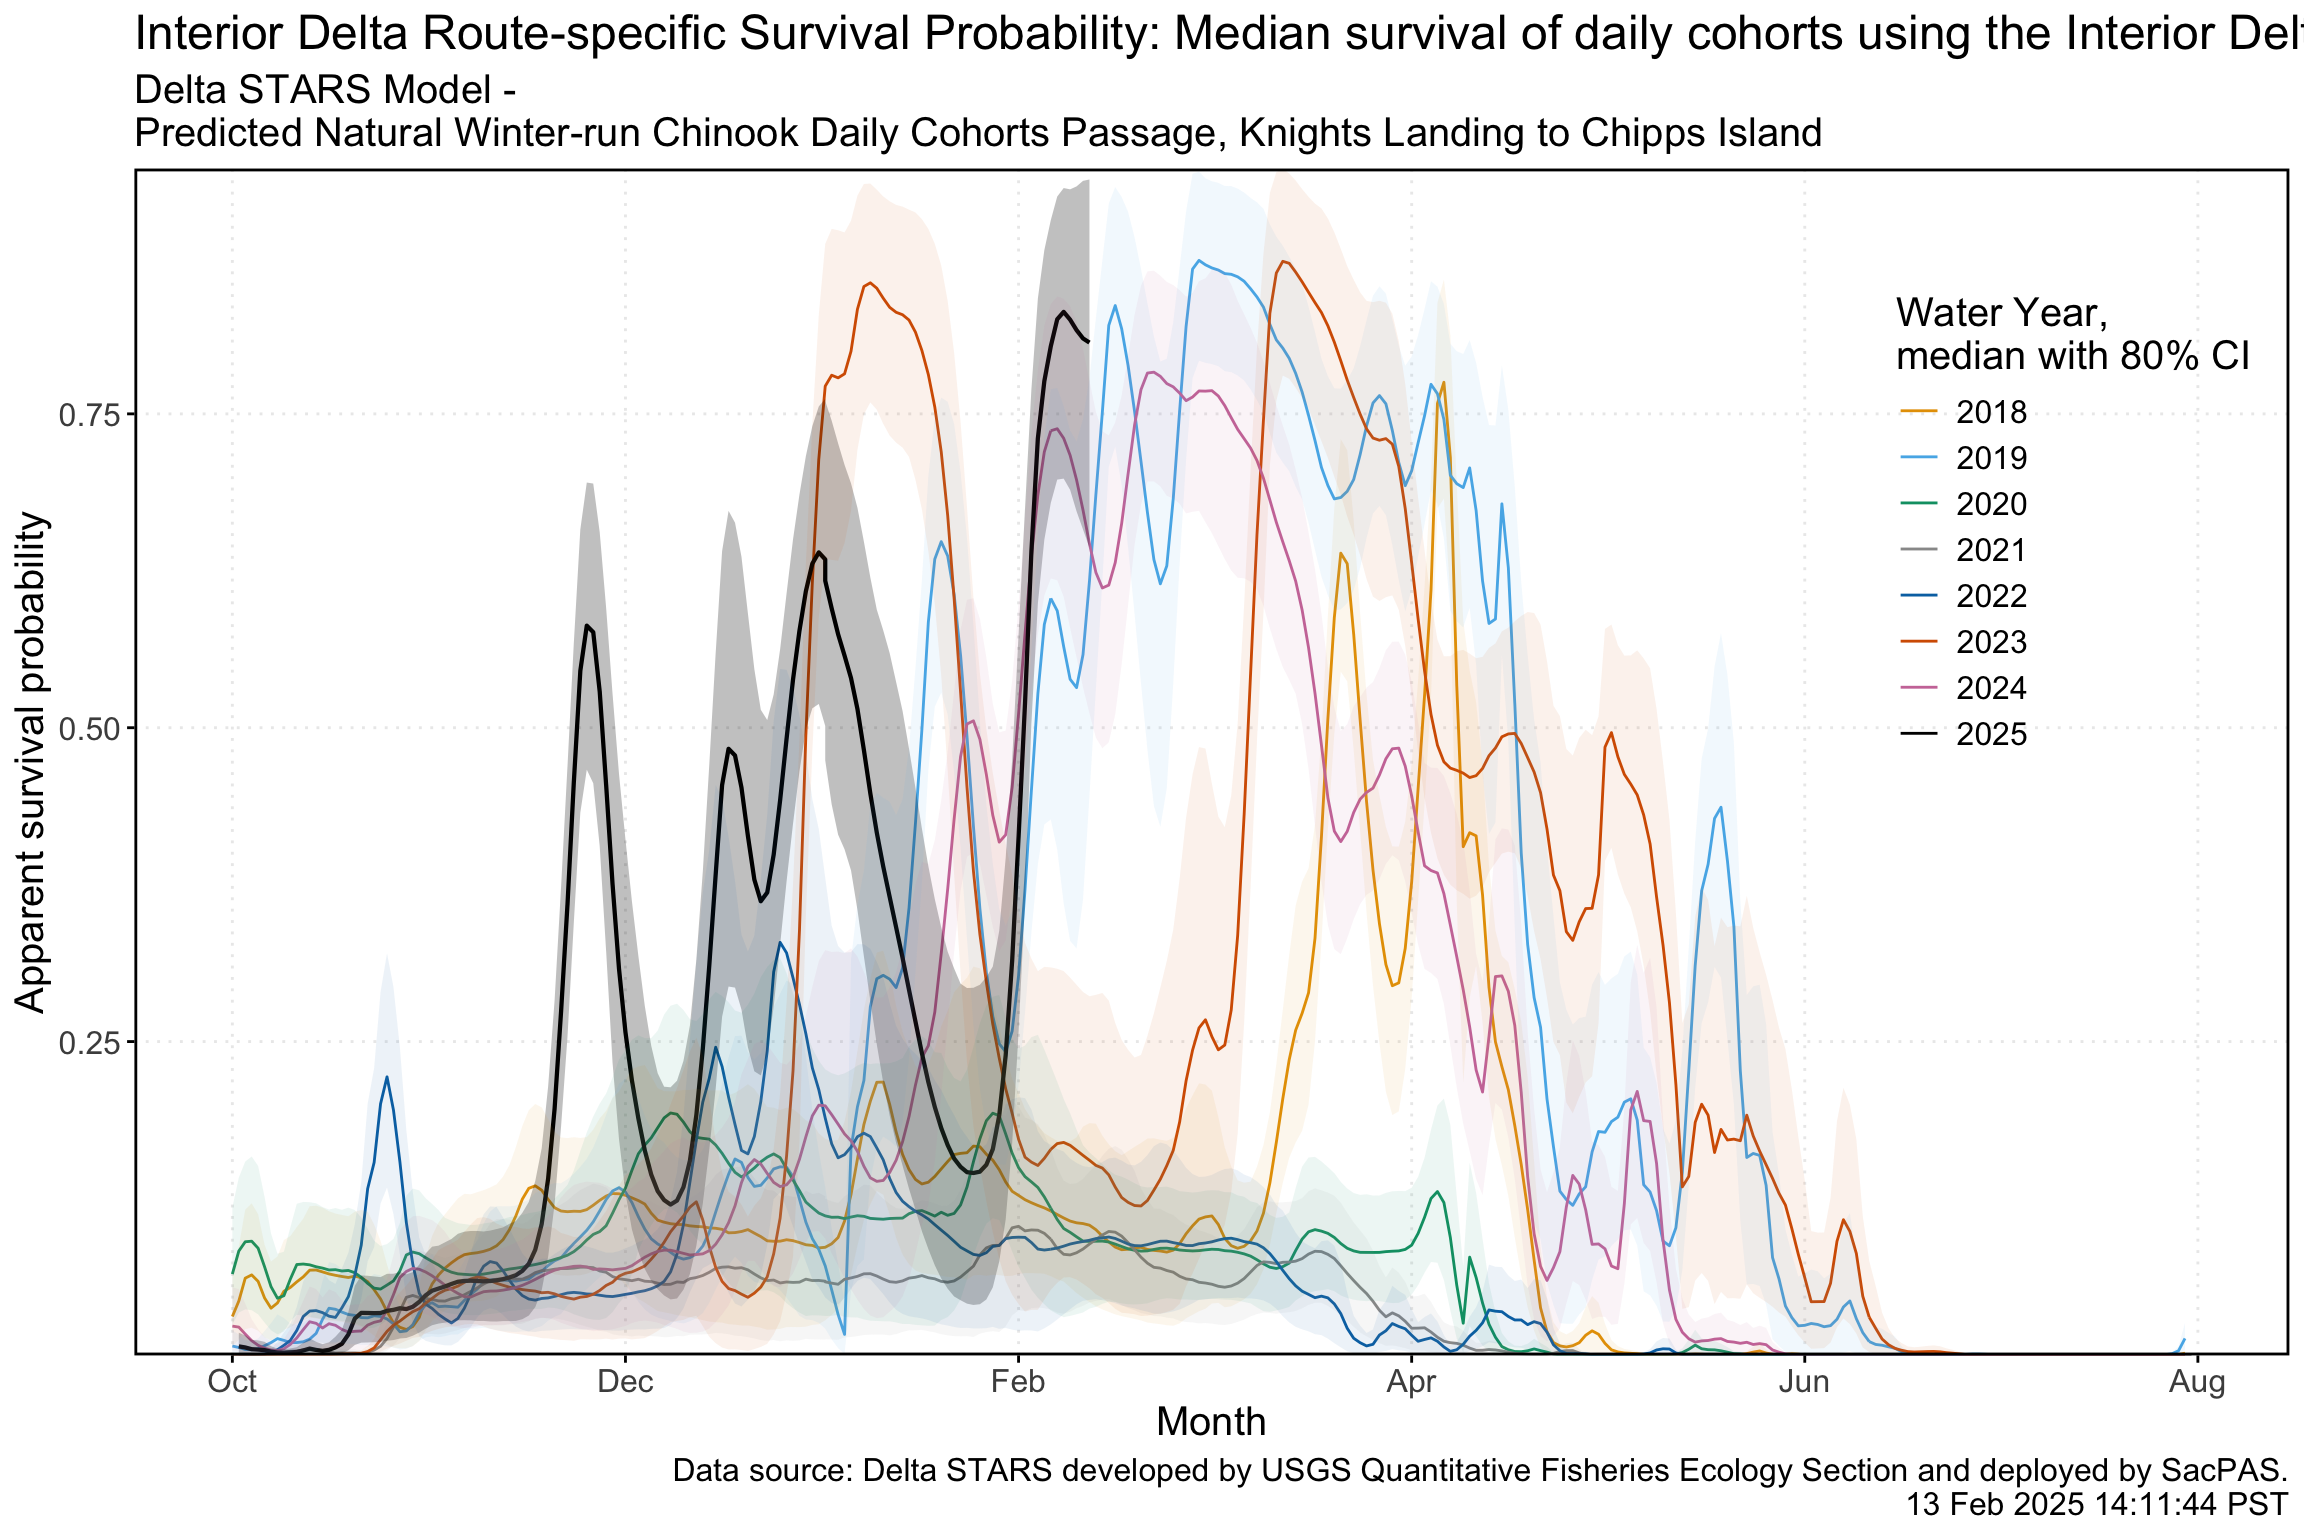 Interior Delta Route-specific Survival Probability: Median survival of daily cohorts using the Interior
Delta STARS Model -
Predicted Natural Winter-run Chinook Daily Cohorts Passage, Knights Landing to Chipps Island
Apparent survival probability
0.75
0.50
0.25
Water Year,
median with 80% CI
2018
2019
2020
2021
2022
2023
2024
2025
Oct
Dec
Feb
Apr
Jun
Aug
Month
Data source: Delta STARS developed by USGS Quantitative Fisheries Ecology Section and deployed by SacPAS.
13 Feb 2025 14:11:44 PST